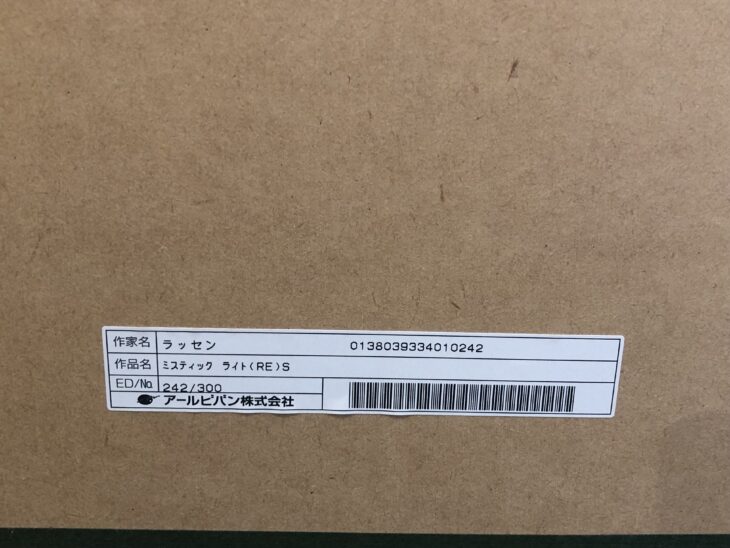 作家名 ラッセン 0138039334010242
作品名 ミスティック ライト(RE)S
ED/No. 242/300
アールビバン株式会社